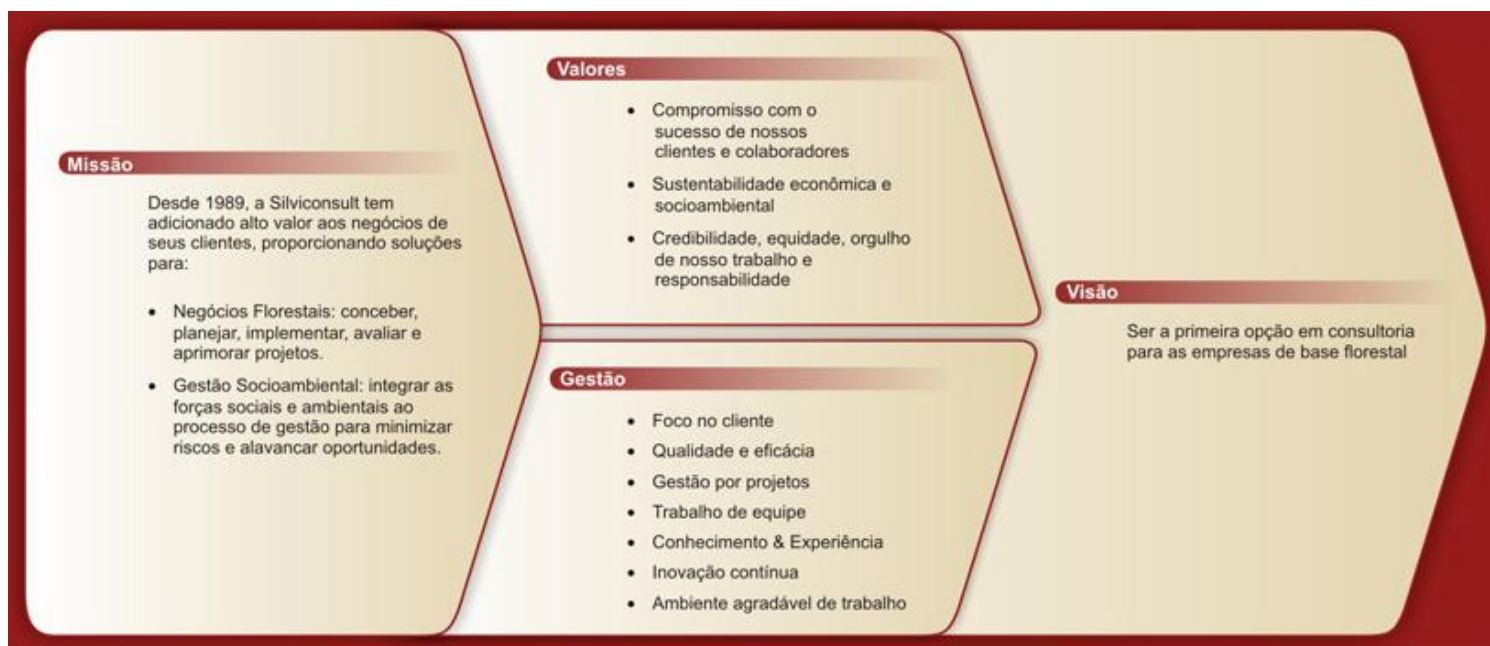 Missão
Desde 1989, a Silviconsult tem
adicionado alto valor aos negócios de
seus clientes, proporcionando soluções
para:
• Negócios Florestais: conceber,
planejar, implementar, avaliar e
aprimorar projetos.
• Gestão Socioambiental: integrar as
forças sociais e ambientais ao
processo de gestão para minimizar
riscos e alavancar oportunidades.
Valores
• Compromisso com o
sucesso de nossos
clientes e colaboradores
• Sustentabilidade econômica e
socioambiental
• Credibilidade, equidade, orgulho
de nosso trabalho e
responsabilidade
Gestão
• Foco no cliente
• Qualidade e eficácia
• Gestão por projetos
• Trabalho de equipe
• Conhecimento & Experiência
• Inovação contínua
• Ambiente agradável de trabalho
Visão
Ser a primeira opção em consultoria
para as empresas de base florestal